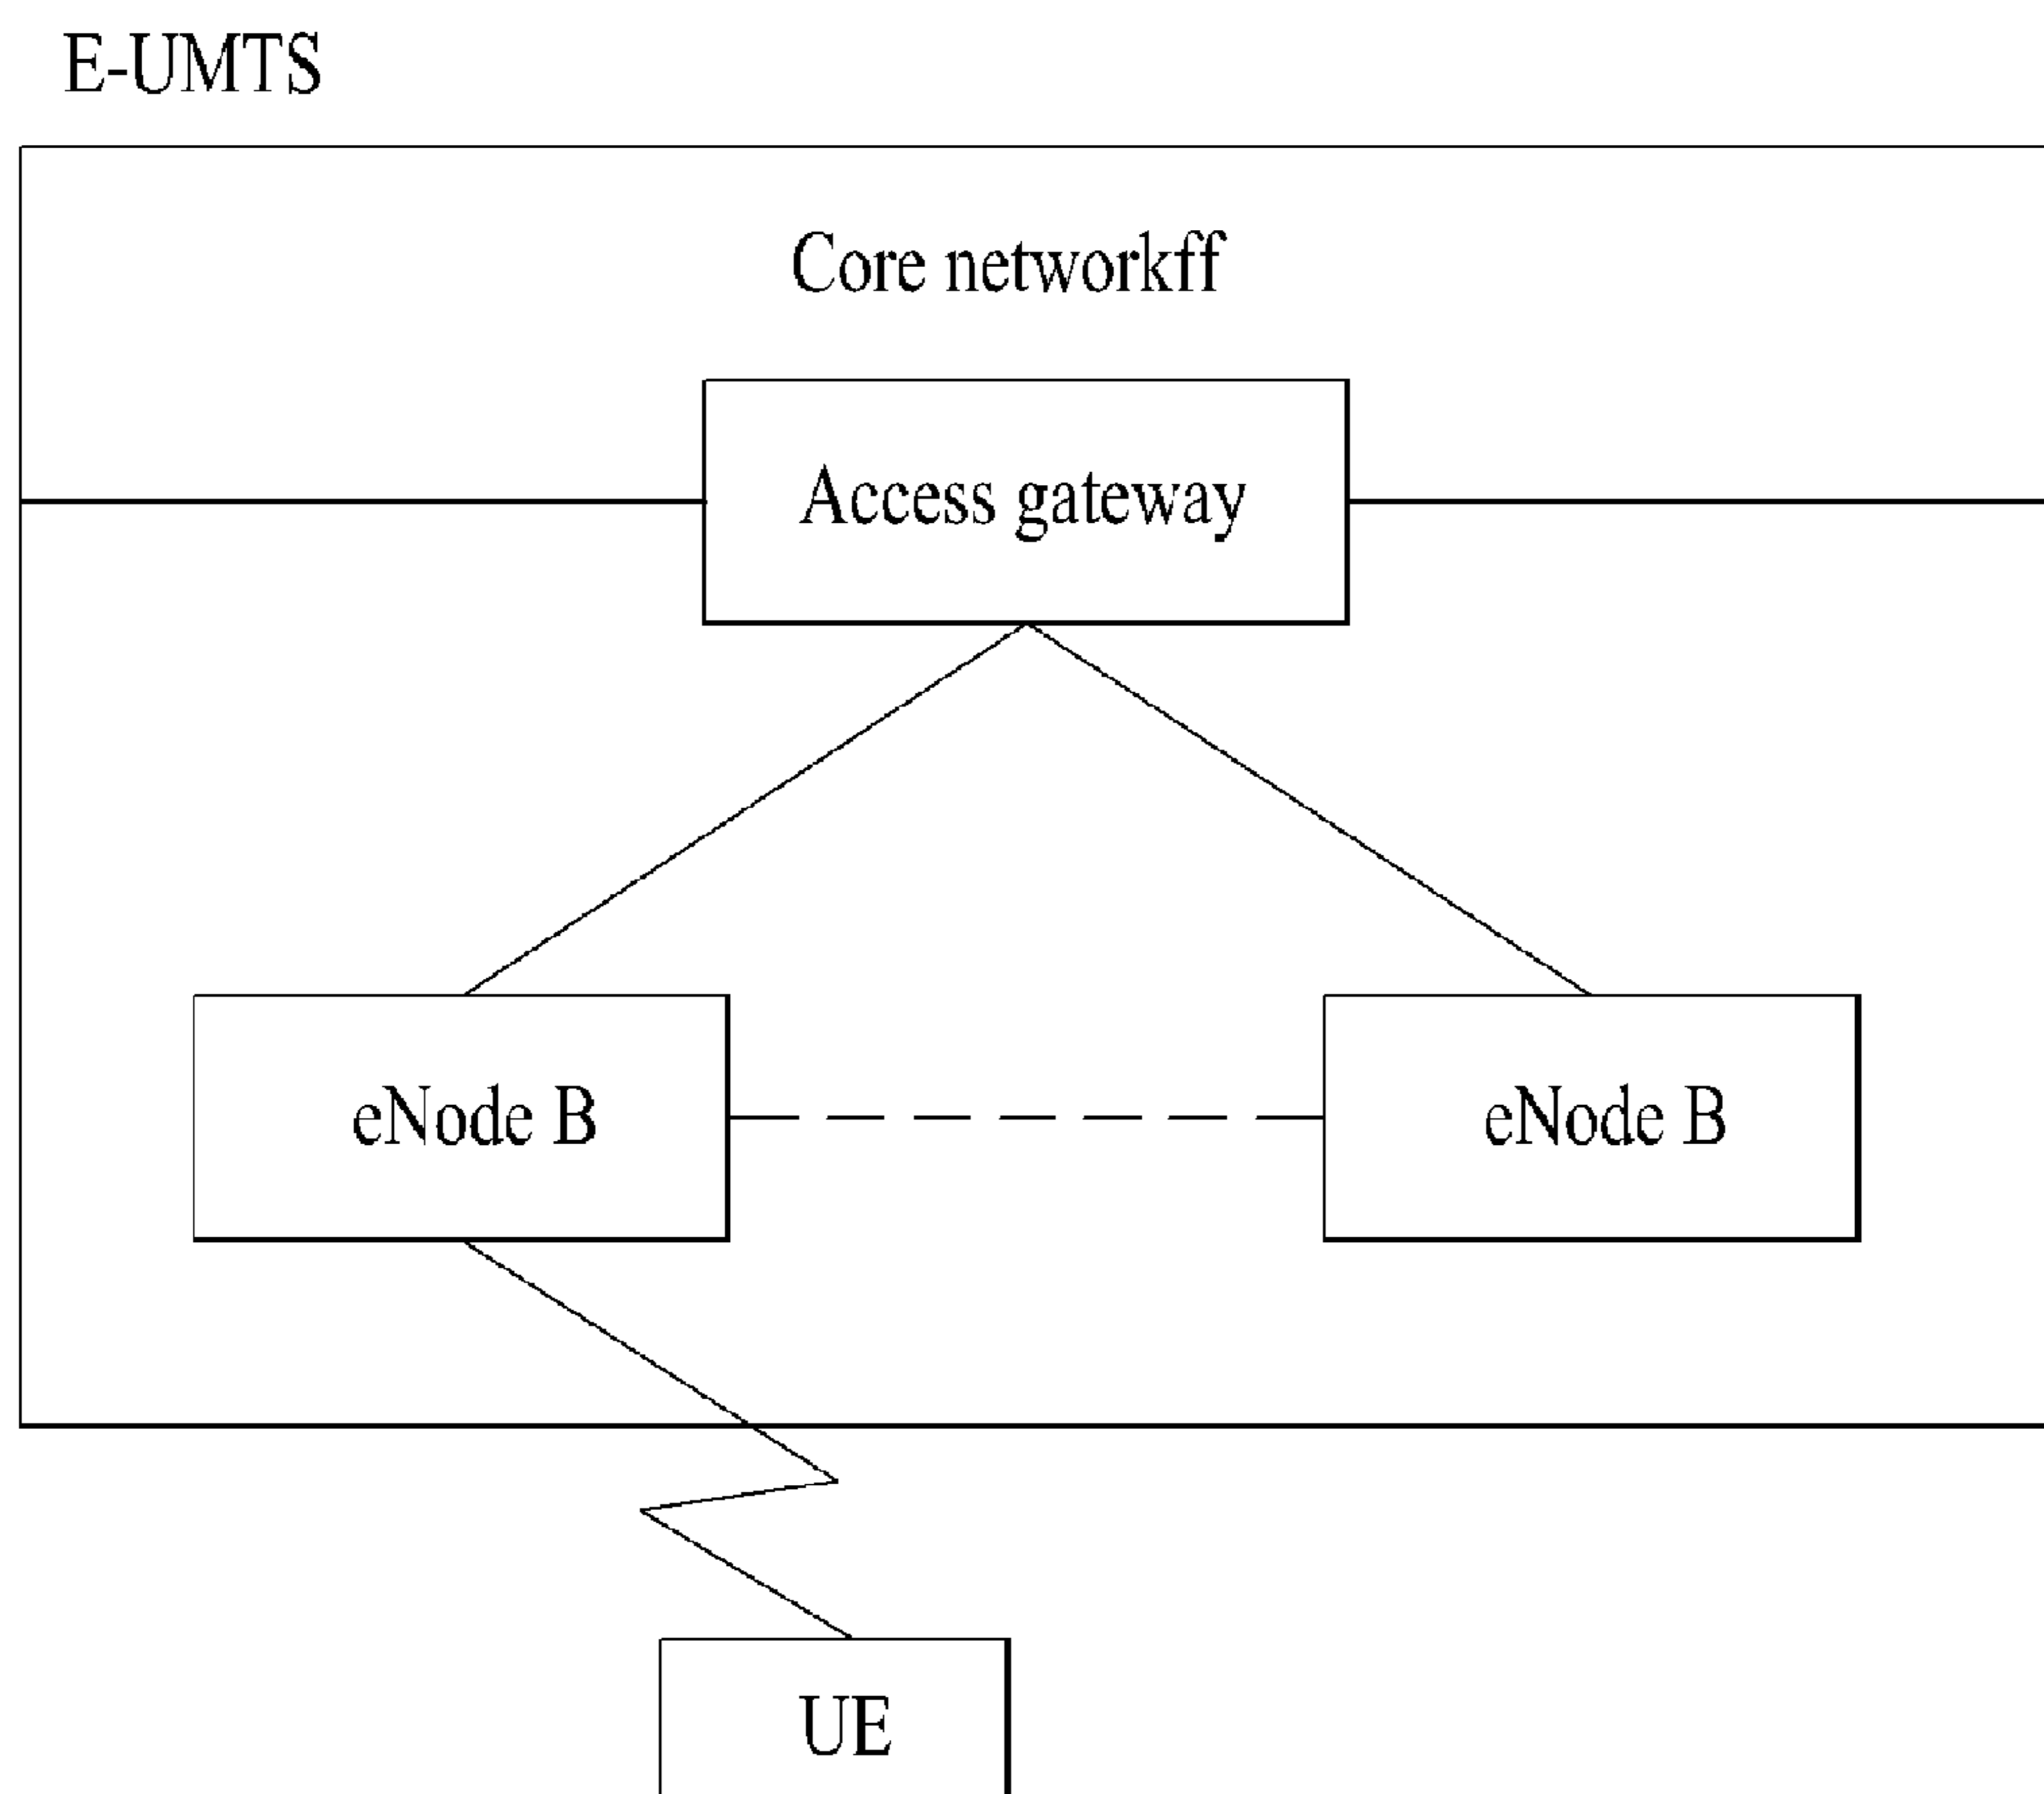 E-UMTS
Core networkff
Access gateway
eNode B
eNode B
UE